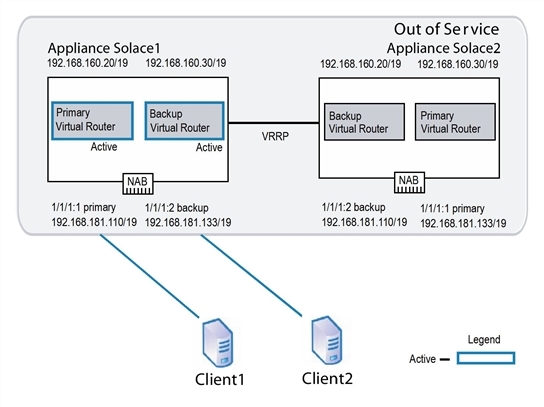 Out of Service
Appliance Solace1
Appliance Solace2
192.168.160.20/19 192.168.160.30/19
192.168.160.20/19 192.168.160.30/19
Primary
Virtual Router
Active
Backup
Virtual Router
Active
VRRP
Backup
Virtual Router
Primary
Virtual Router
NAB
NAB
1/1/1:1 primary
192.168.181.110/19
1/1/1:2 backup
192.168.181.133/19
1/1/1:2 backup
192.168.181.110/19
1/1/1:1 primary
192.168.181.133/19
Client1
Client2
Legend
Active